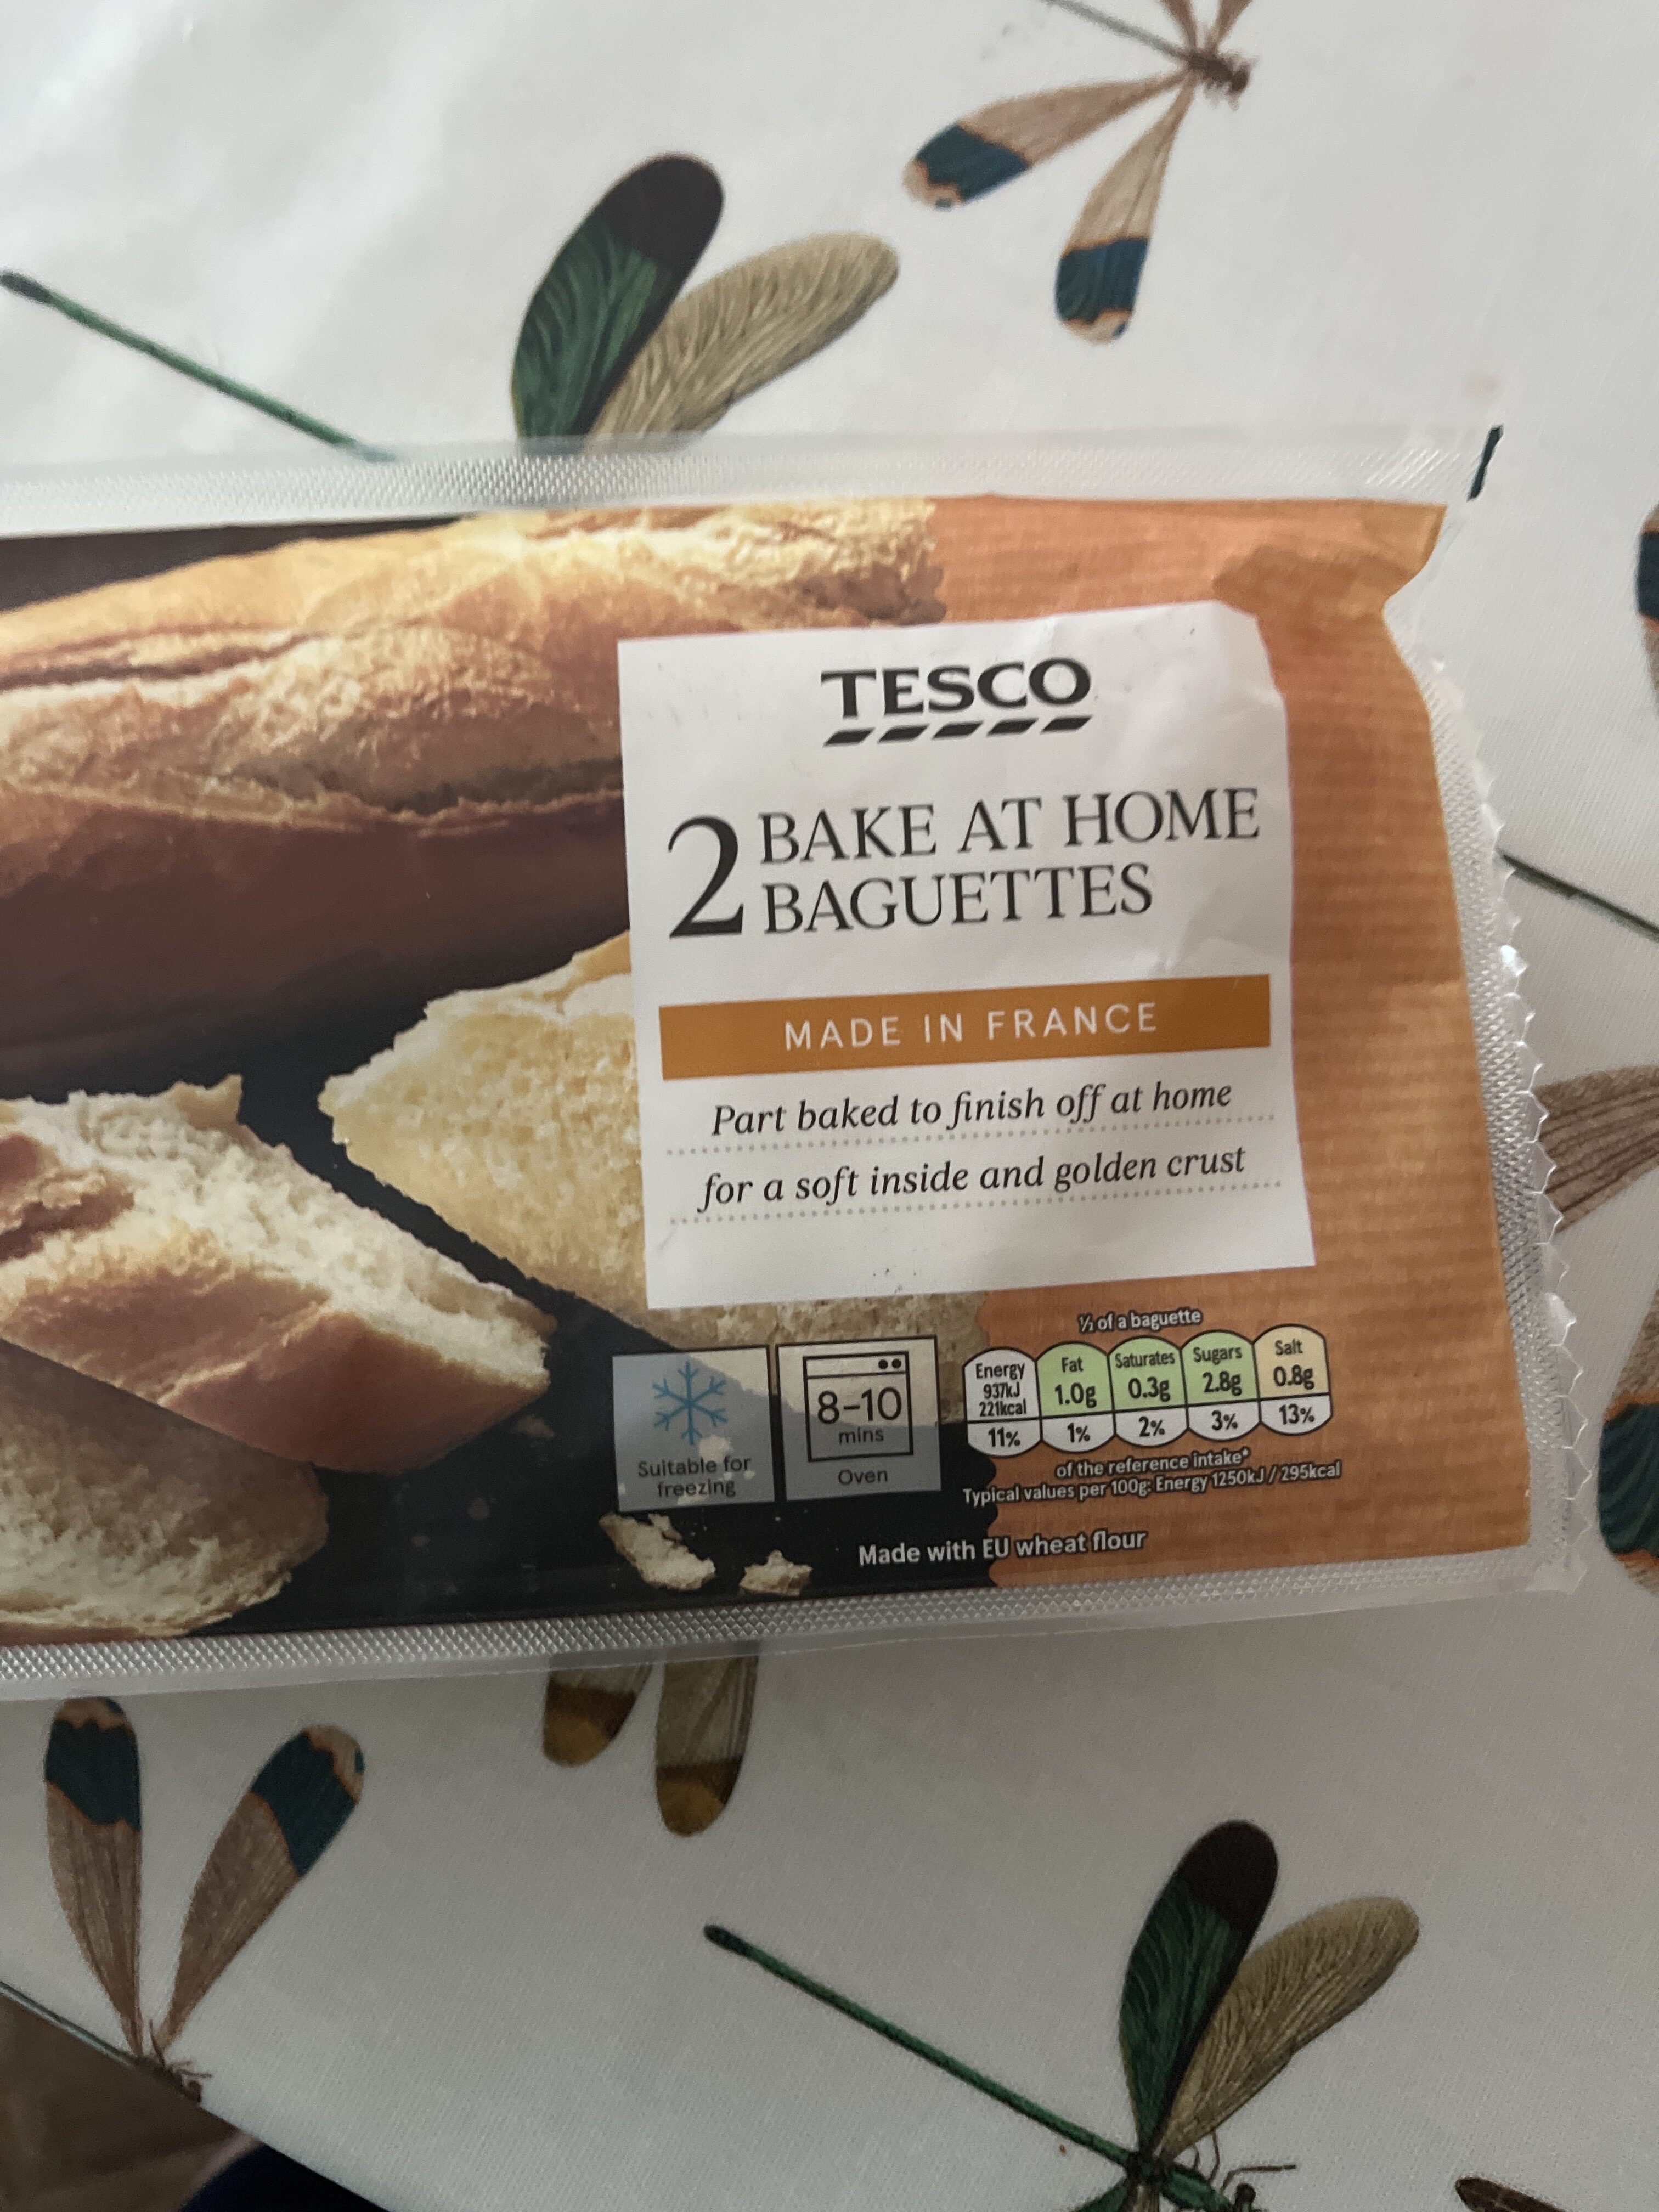 TESCO
2 BAKE AT HOME
BAGUETTES
MADE IN FRANCE
Part baked to finish off at home
for a soft inside and golden crust
Suitable for
freezing
8-10
mins
Oven
½ of a baguette
Energy
937kJ
221kcal
11%
Fat
1.0g
1%
Saturates
0.3g
2%
Sugars
2.8g
3%
Salt
0.8g
13%
of the reference intake*
Typical values per 100g: Energy 1250kJ / 295kcal
Made with EU wheat flour